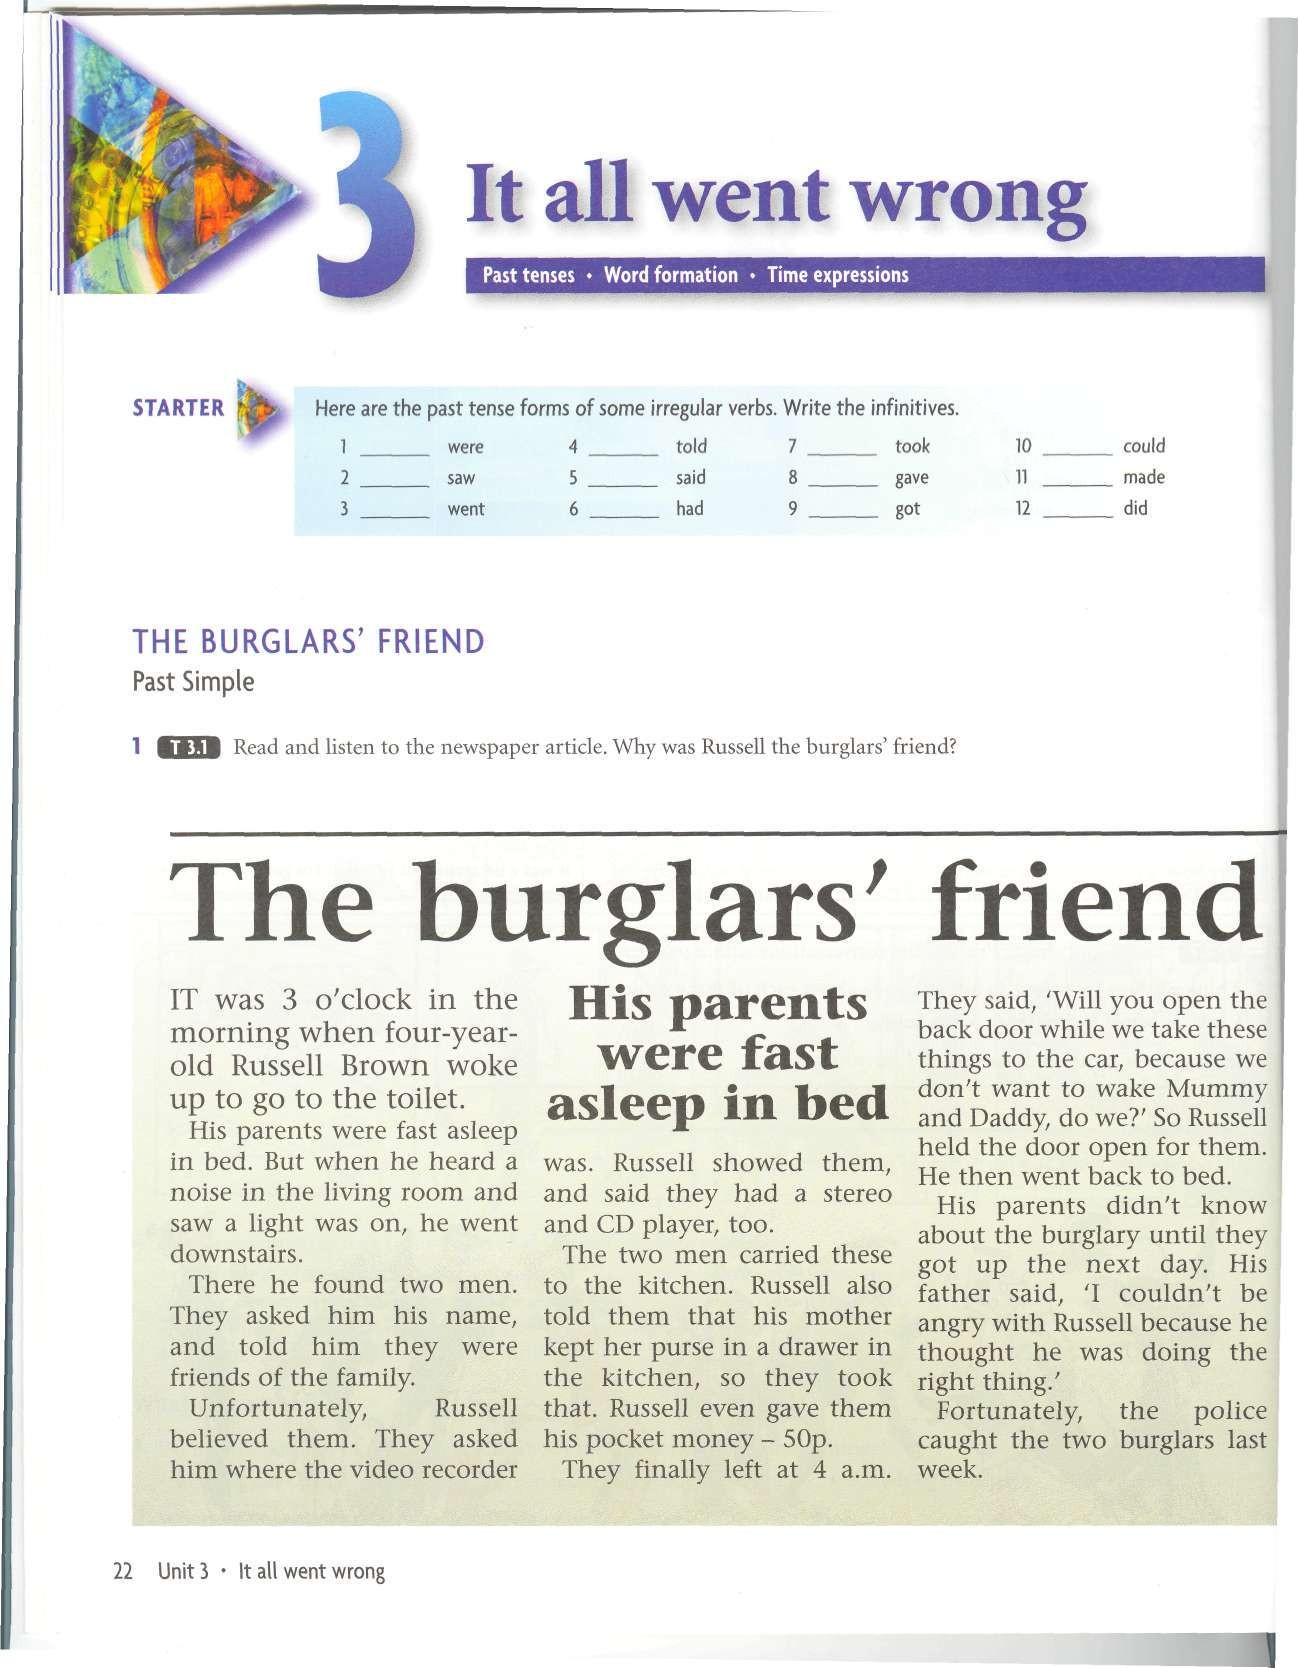 3
It all went wrong
Past tenses • Word formation • Time expressions
STARTER
Here are the past tense forms of some irregular verbs. Write the infinitives.
1 ______ were 4 ______ told 7 ______ took 10 ______ could
2 ______ saw 5 ______ said 8 ______ gave 11 ______ made
3 ______ went 6 ______ had 9 ______ got 12 ______ did
THE BURGLARS' FRIEND
Past Simple
1 T 3.1 Read and listen to the newspaper article. Why was Russell the burglars' friend?
The burglars' friend
IT was 3 o'clock in the
morning when four-year-
old Russell Brown woke
up to go to the toilet.
His parents were fast asleep
in bed. But when he heard a
noise in the living room and
saw a light was on, he went
downstairs.
There he found two men.
They asked him his name,
and told him they were
friends of the family.
Unfortunately, Russell
believed them. They asked
him where the video recorder
His parents
were fast
asleep in bed
was. Russell showed them,
and said they had a stereo
and CD player, too.
The two men carried these
to the kitchen. Russell also
told them that his mother
kept her purse in a drawer in
the kitchen, so they took
that. Russell even gave them
his pocket money – 50p.
They finally left at 4 a.m.
They said, ‘Will you open the
back door while we take these
things to the car, because we
don't want to wake Mummy
and Daddy, do we?’ So Russell
held the door open for them.
He then went back to bed.
His parents didn't know
about the burglary until they
got up the next day. His
father said, ‘I couldn't be
angry with Russell because he
thought he was doing the
right thing.’
Fortunately, the police
caught the two burglars last
week.
22 Unit 3 • It all went wrong